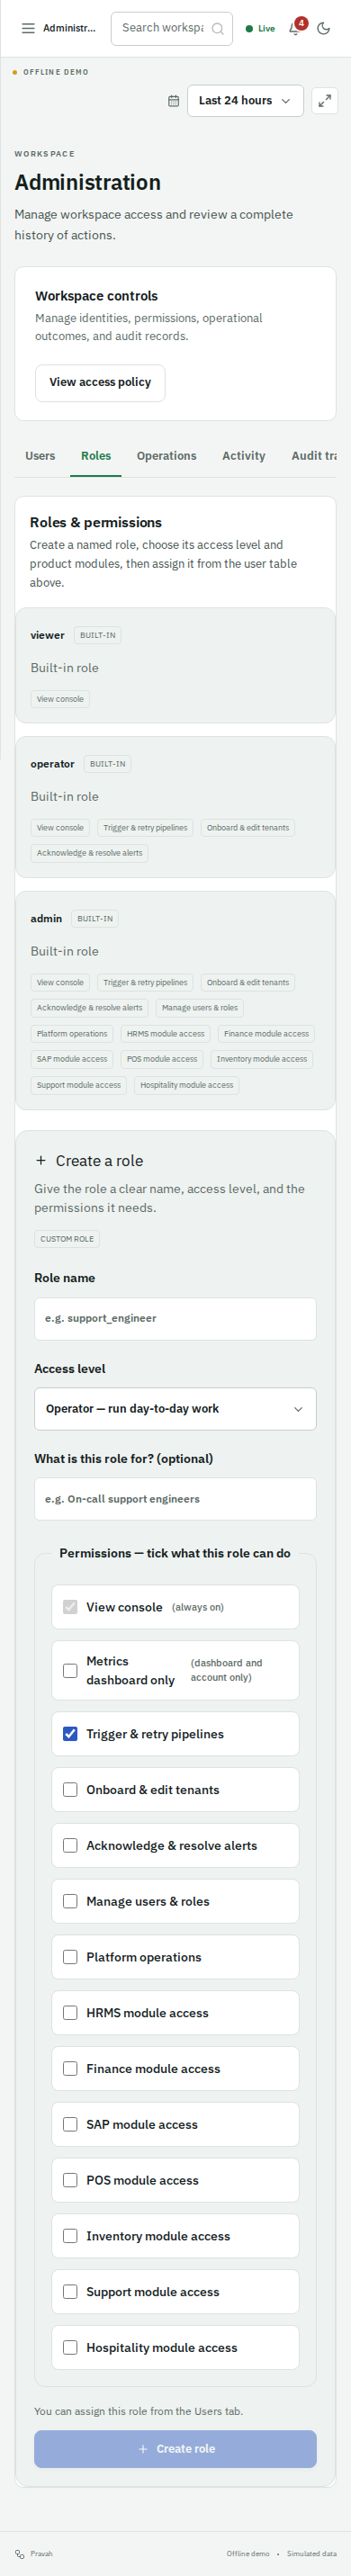 Administr...
Search workspa
Live
4
OFFLINE DEMO
Last 24 hours
WORKSPACE
Administration
Manage workspace access and review a complete
history of actions.
Workspace controls
Manage identities, permissions, operational
outcomes, and audit records.
View access policy
Users Roles Operations Activity Audit tra
Roles & permissions
Create a named role, choose its access level and
product modules, then assign it from the user table
above.
viewer BUILT-IN
Built-in role
View console
operator BUILT-IN
Built-in role
View console Trigger & retry pipelines Onboard & edit tenants
Acknowledge & resolve alerts
admin BUILT-IN
Built-in role
View console Trigger & retry pipelines Onboard & edit tenants
Acknowledge & resolve alerts Manage users & roles
Platform operations HRMS module access Finance module access
SAP module access POS module access Inventory module access
Support module access Hospitality module access
+ Create a role
Give the role a clear name, access level, and the
permissions it needs.
CUSTOM ROLE
Role name
e.g. support_engineer
Access level
Operator — run day-to-day work
What is this role for? (optional)
e.g. On-call support engineers
Permissions — tick what this role can do
View console (always on)
Metrics
dashboard only
(dashboard and
account only)
Trigger & retry pipelines
Onboard & edit tenants
Acknowledge & resolve alerts
Manage users & roles
Platform operations
HRMS module access
Finance module access
SAP module access
POS module access
Inventory module access
Support module access
Hospitality module access
You can assign this role from the Users tab.
+ Create role
Pravah
Offline demo • Simulated data